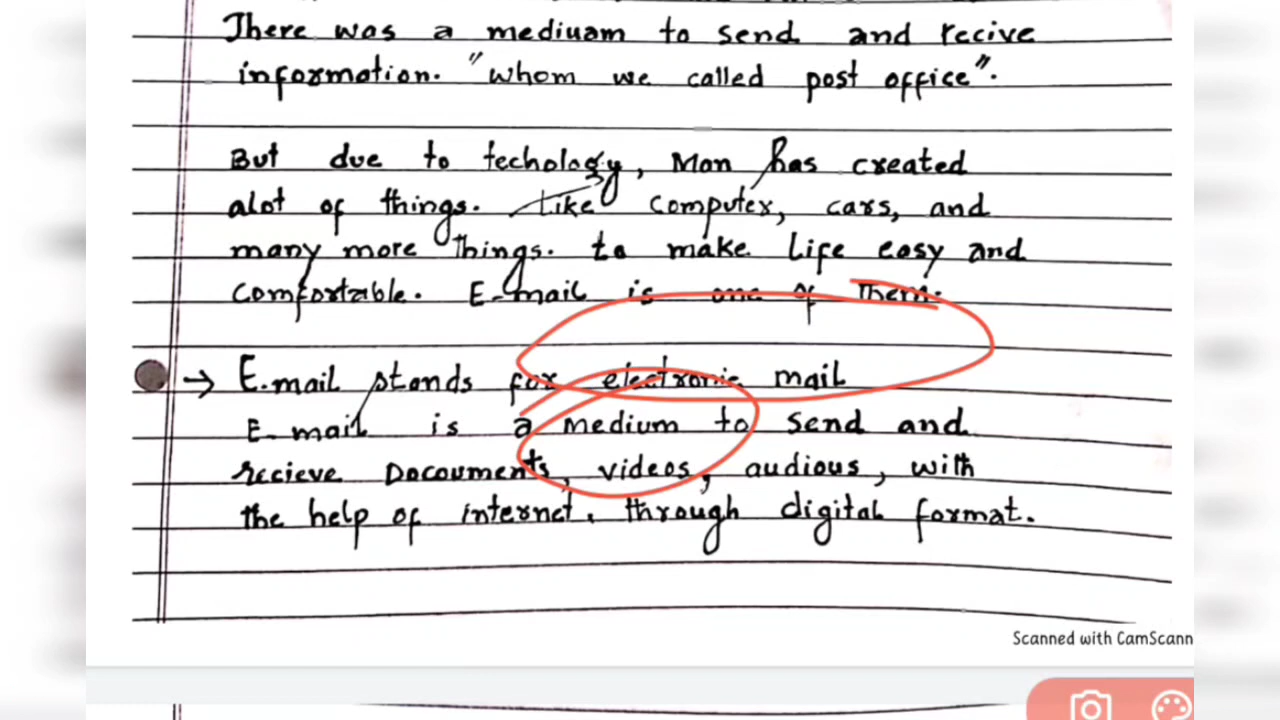 There was a mediuam to send and recive
information. "whom we called post office".
But due to techology, Man has created
alot of things. Like computer, cars, and
many more things. to make life easy and
comfortable. E-mail is one of them.
→ E.mail stands for electronic mail
E-mail is a medium to send and
recieve Docouments, videos, audious, with
the help of internet. through digital format.
Scanned with CamScann